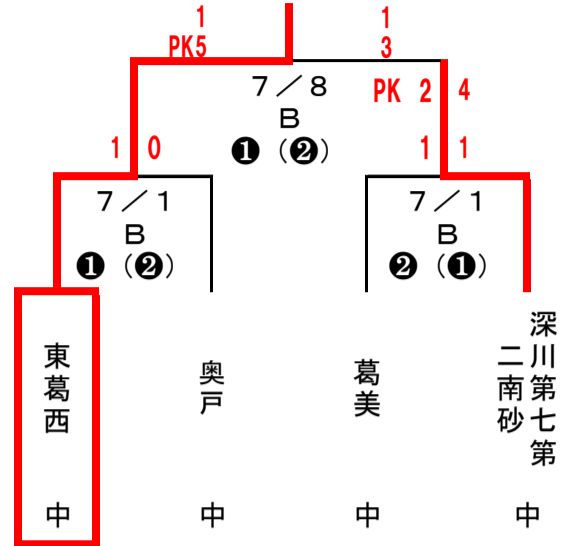 1 1
PK5 3
7／8
B
❶（❷）
PK 2 4
1 0
1 1
7／1
B
❶（❷）
7／1
B
❷（❶）
東葛西 中
奥戸 中
葛美 中
深川第七第
二南砂 中